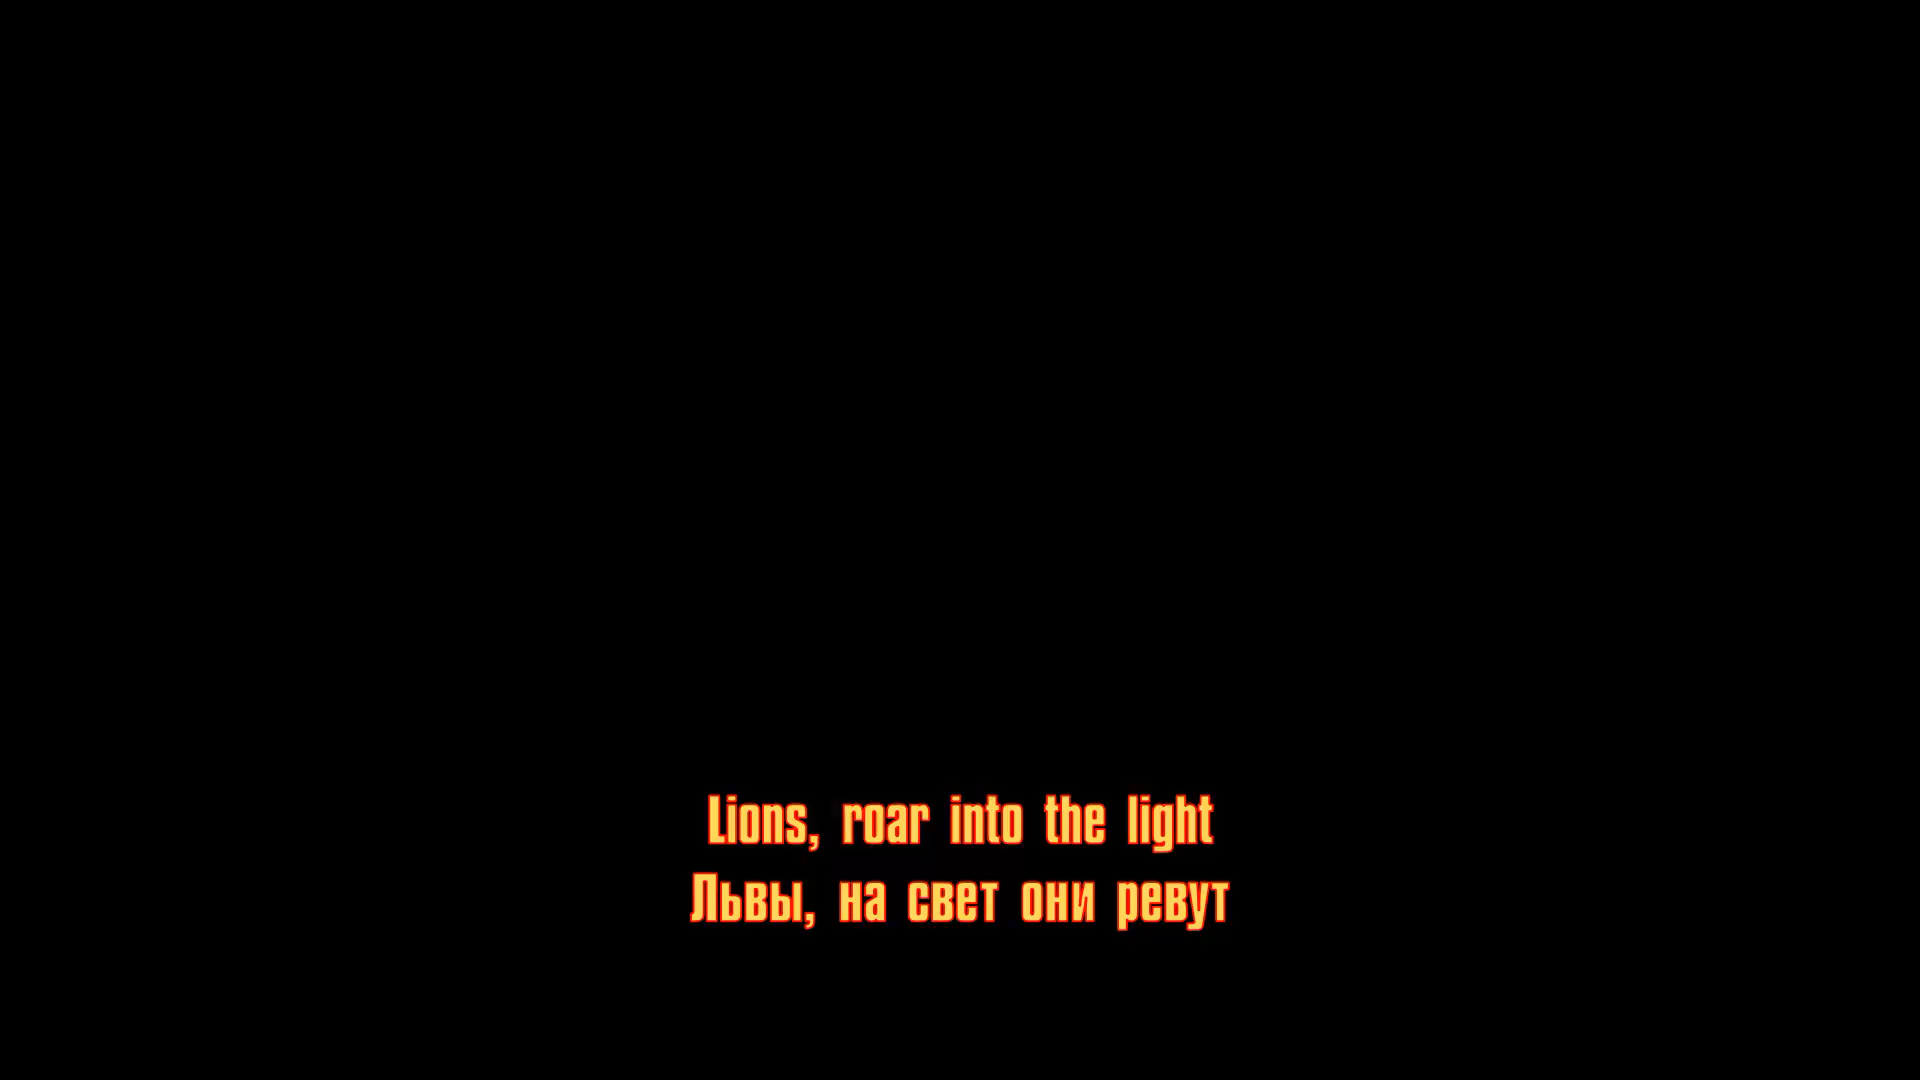 Lions, roar into the light
Львы, на свет они ревут